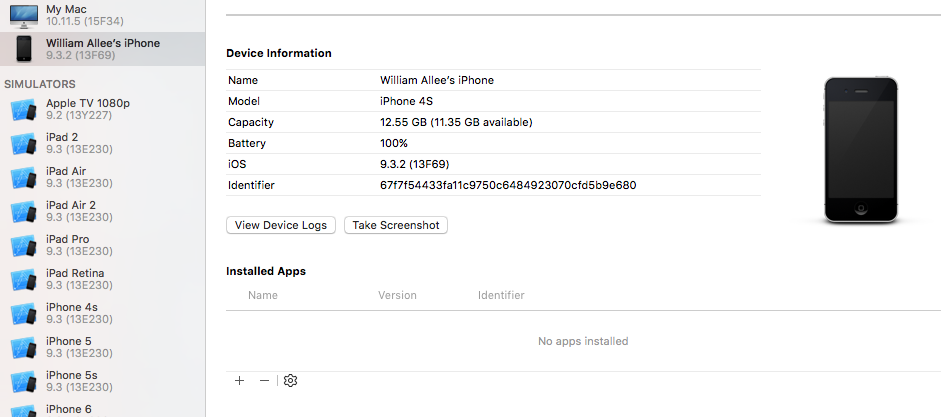 My Mac
10.11.5 (15F34)
William Allee’s iPhone
9.3.2 (13F69)
SIMULATORS
Apple TV 1080p
9.2 (13Y227)
iPad 2
9.3 (13E230)
iPad Air
9.3 (13E230)
iPad Air 2
9.3 (13E230)
iPad Pro
9.3 (13E230)
iPad Retina
9.3 (13E230)
iPhone 4s
9.3 (13E230)
iPhone 5
9.3 (13E230)
iPhone 5s
9.3 (13E230)
iPhone 6
Device Information
Name William Allee’s iPhone
Model iPhone 4S
Capacity 12.55 GB (11.35 GB available)
Battery 100%
iOS 9.3.2 (13F69)
Identifier 67f7f54433fa11c9750c6484923070cfd5b9e680
View Device Logs Take Screenshot
Installed Apps
Name Version Identifier
No apps installed